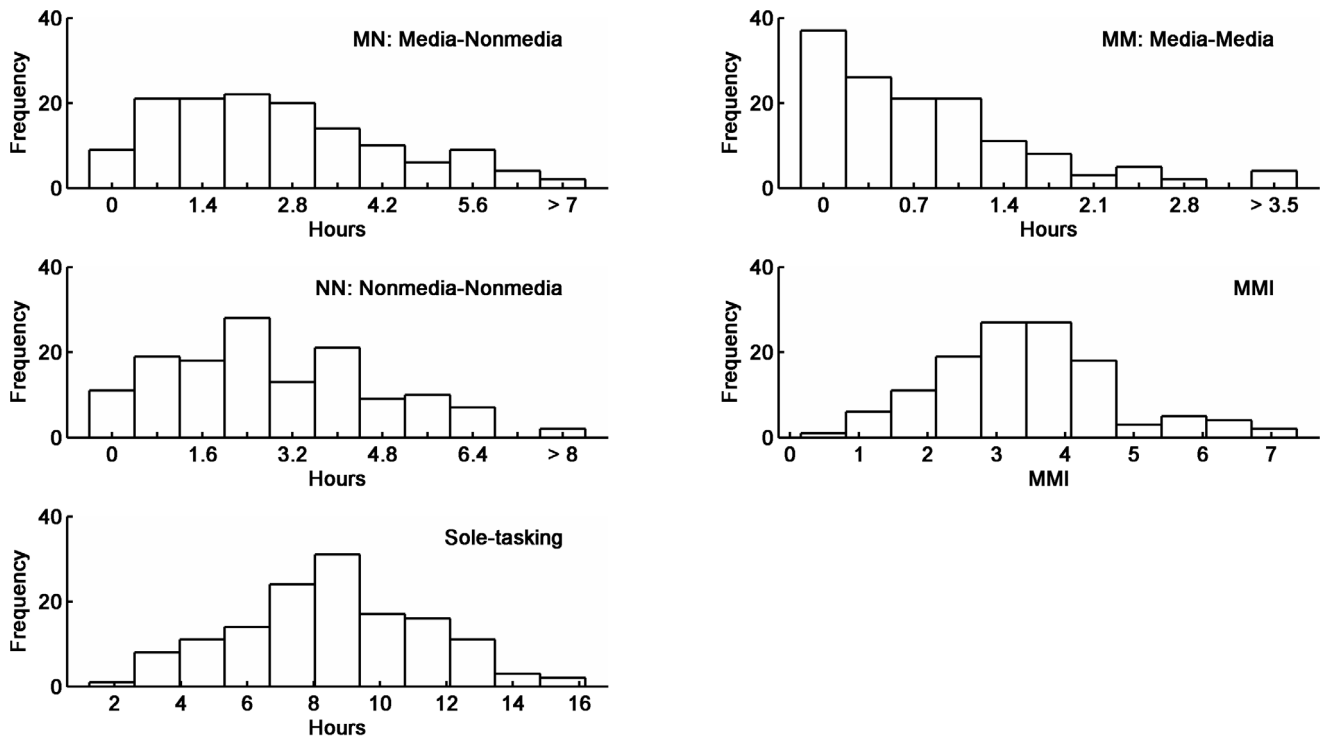 MN: Media-Nonmedia
Frequency
40
20
0
0 1.4 2.8 4.2 5.6 > 7
Hours
MM: Media-Media
Frequency
40
20
0
0 0.7 1.4 2.1 2.8 > 3.5
Hours
NN: Nonmedia-Nonmedia
Frequency
40
20
0
0 1.6 3.2 4.8 6.4 > 8
Hours
MMI
Frequency
40
20
0
0 1 2 3 4 5 6 7
MMI
Sole-tasking
Frequency
40
20
0
2 4 6 8 10 12 14 16
Hours